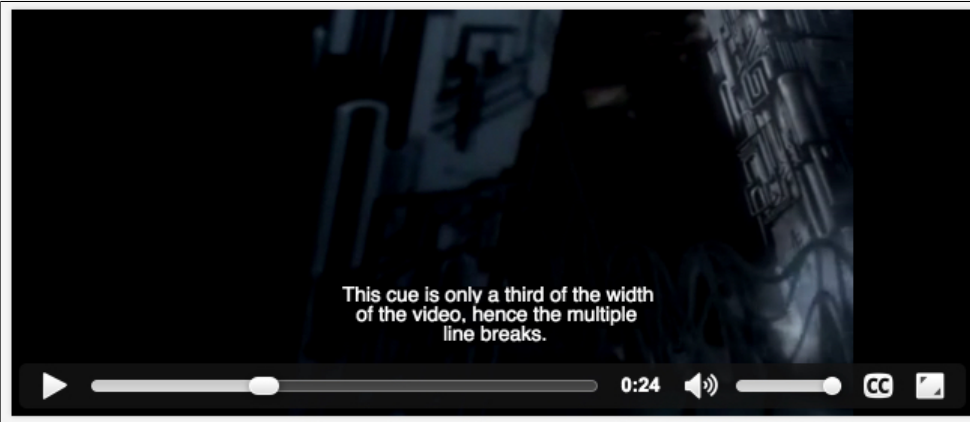 This cue is only a third of the width
of the video, hence the multiple
line breaks.
0:24
CC